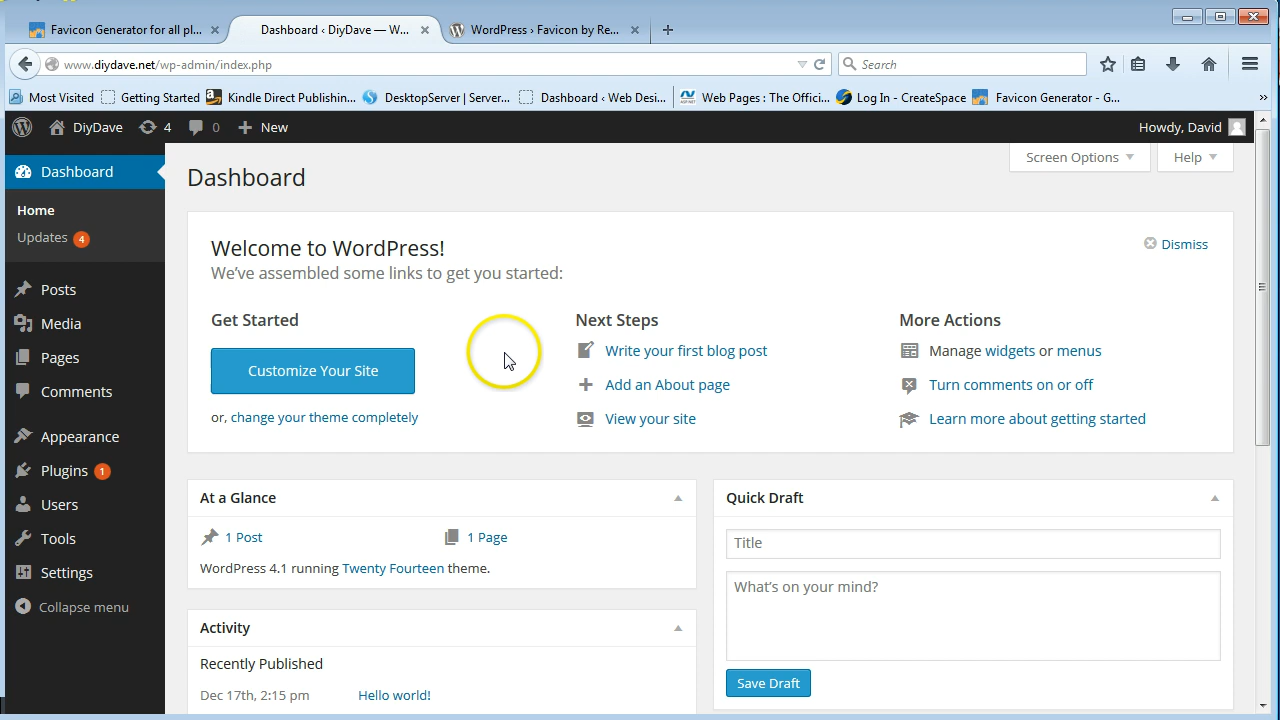 Favicon Generator for all pl...
Dashboard ‹ DiyDave — W...
WordPress › Favicon by Re...
www.diydave.net/wp-admin/index.php
Search
Most Visited
Getting Started
Kindle Direct Publishin...
DesktopServer | Server...
Dashboard ‹ Web Desi...
Web Pages : The Offici...
Log In - CreateSpace
Favicon Generator - G...
DiyDave
4
0
New
Howdy, David
Dashboard
Home
Updates 4
Posts
Media
Pages
Comments
Appearance
Plugins 1
Users
Tools
Settings
Collapse menu
Screen Options
Help
Dashboard
Welcome to WordPress!
Dismiss
We've assembled some links to get you started:
Get Started
Customize Your Site
or, change your theme completely
Next Steps
Write your first blog post
Add an About page
View your site
More Actions
Manage widgets or menus
Turn comments on or off
Learn more about getting started
At a Glance
1 Post
1 Page
WordPress 4.1 running Twenty Fourteen theme.
Activity
Recently Published
Dec 17th, 2:15 pm
Hello world!
Quick Draft
Title
What's on your mind?
Save Draft